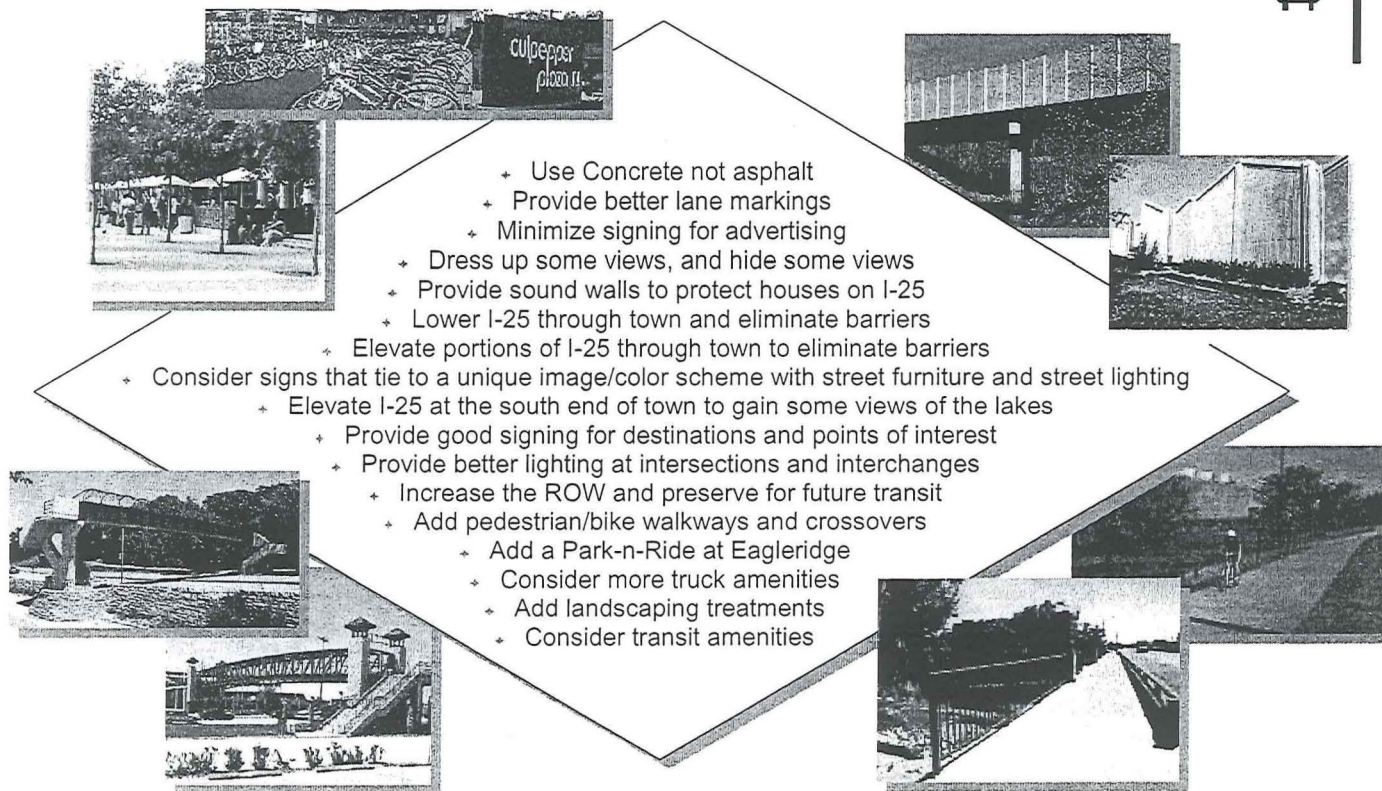 culpepper
plaza II
+ Use Concrete not asphalt
+ Provide better lane markings
+ Minimize signing for advertising
+ Dress up some views, and hide some views
+ Provide sound walls to protect houses on I-25
+ Lower I-25 through town and eliminate barriers
+ Elevate portions of I-25 through town to eliminate barriers
+ Consider signs that tie to a unique image/color scheme with street furniture and street lighting
+ Elevate I-25 at the south end of town to gain some views of the lakes
+ Provide good signing for destinations and points of interest
+ Provide better lighting at intersections and interchanges
+ Increase the ROW and preserve for future transit
+ Add pedestrian/bike walkways and crossovers
+ Add a Park-n-Ride at Eagleridge
+ Consider more truck amenities
+ Add landscaping treatments
+ Consider transit amenities